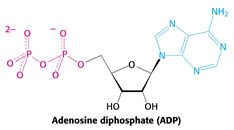 NH₂
2− −
O O O O N N
P P
O O O O O N N
HO OH
Adenosine diphosphate (ADP)